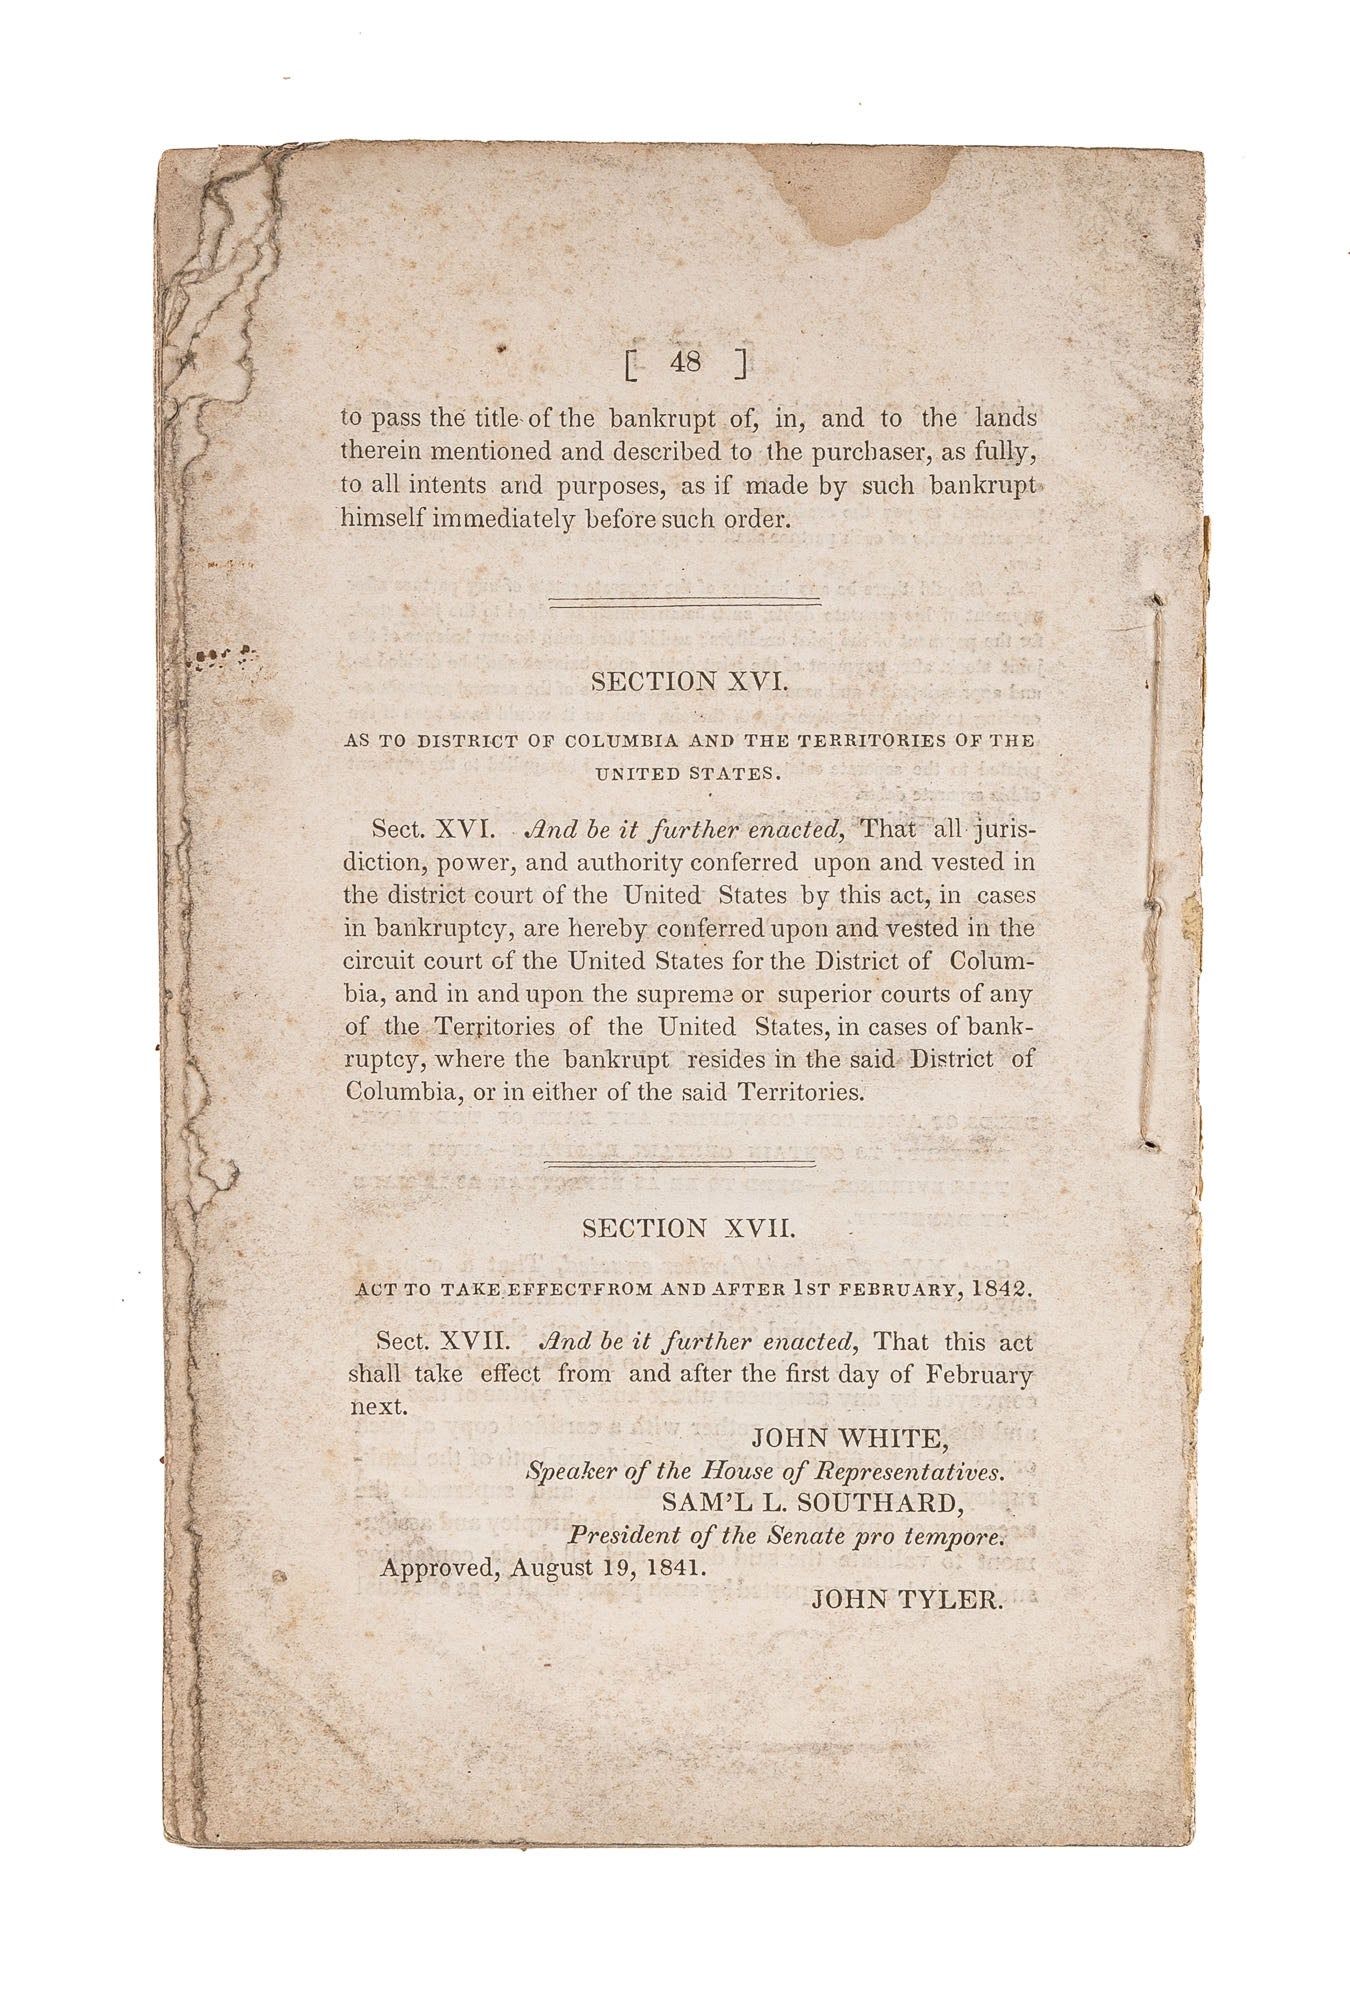 [ 48 ]
to pass the title of the bankrupt of, in, and to the lands
therein mentioned and described to the purchaser, as fully,
to all intents and purposes, as if made by such bankrupt
himself immediately before such order.
SECTION XVI.
AS TO DISTRICT OF COLUMBIA AND THE TERRITORIES OF THE
UNITED STATES.
Sect. XVI. And be it further enacted, That all juris-
diction, power, and authority conferred upon and vested in
the district court of the United States by this act, in cases
in bankruptcy, are hereby conferred upon and vested in the
circuit court of the United States for the District of Colum-
bia, and in and upon the supreme or superior courts of any
of the Territories of the United States, in cases of bank-
ruptcy, where the bankrupt resides in the said District of
Columbia, or in either of the said Territories.
SECTION XVII.
ACT TO TAKE EFFECTFROM AND AFTER 1ST FEBRUARY, 1842.
Sect. XVII. And be it further enacted, That this act
shall take effect from and after the first day of February
next.
JOHN WHITE,
Speaker of the House of Representatives.
SAM'L L. SOUTHARD,
President of the Senate pro tempore.
Approved, August 19, 1841.
JOHN TYLER.